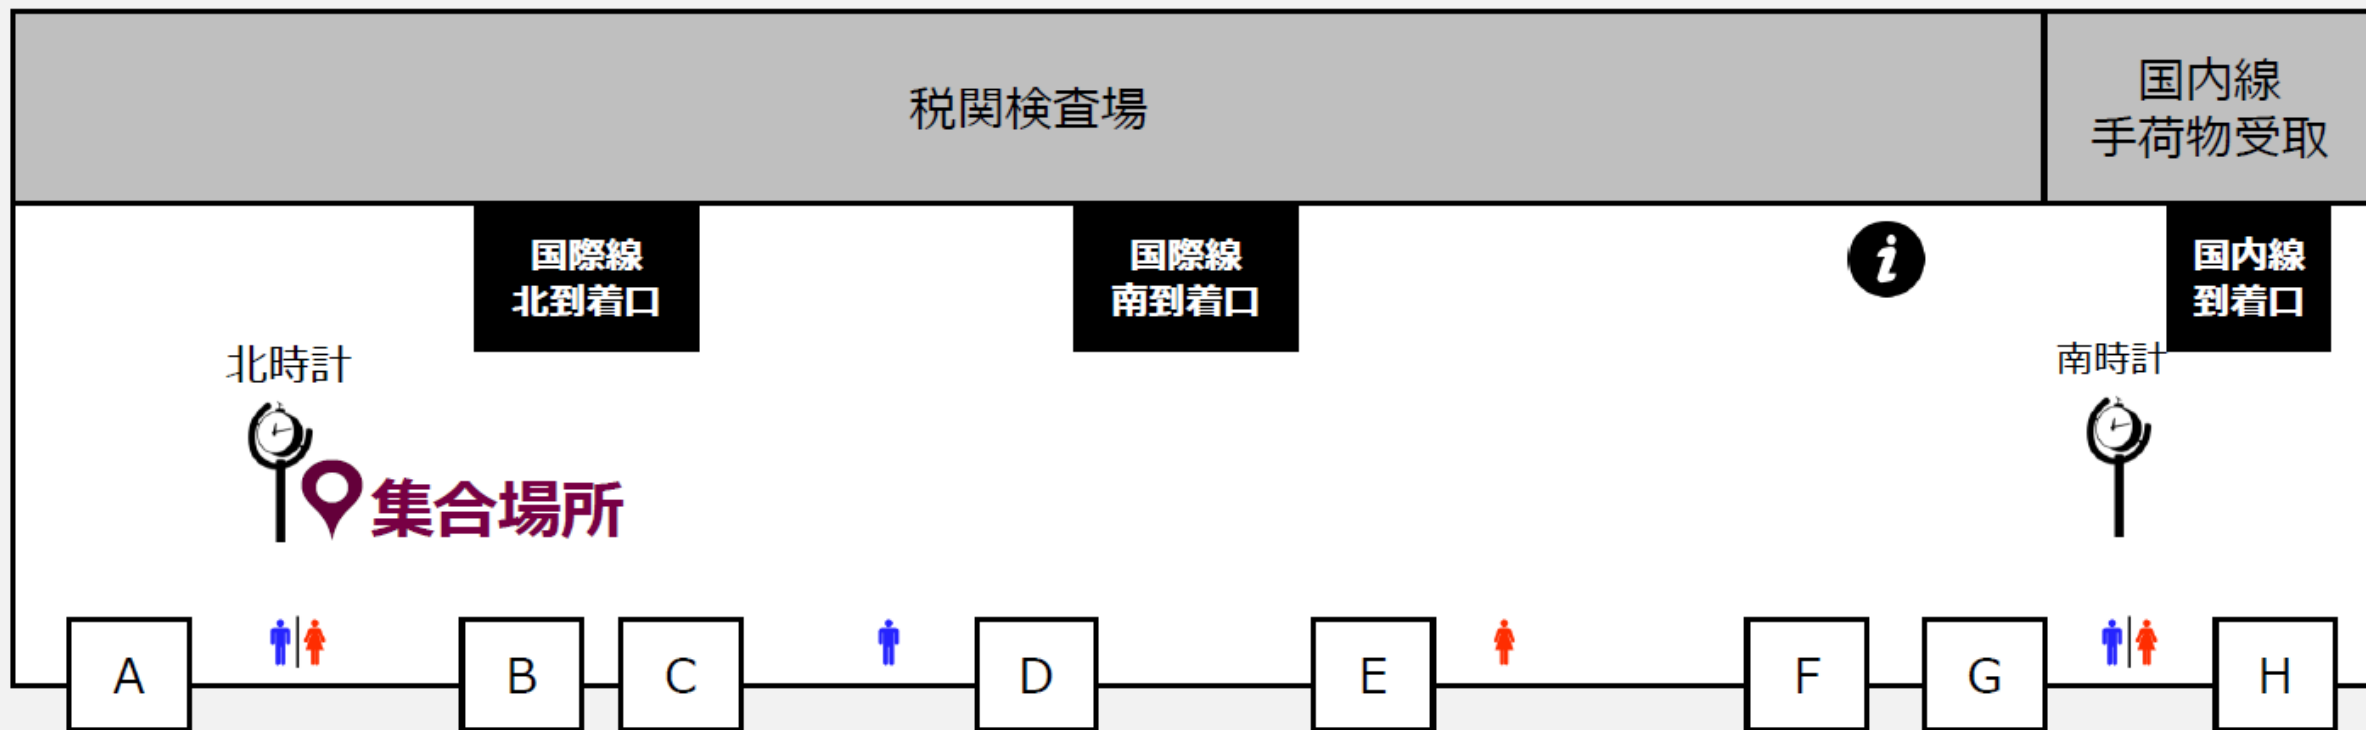 税関検査場
国内線
手荷物受取
国際線
北到着口
国際線
南到着口
i
国内線
到着口
北時計
南時計
集合場所
A
B
C
D
E
F
G
H